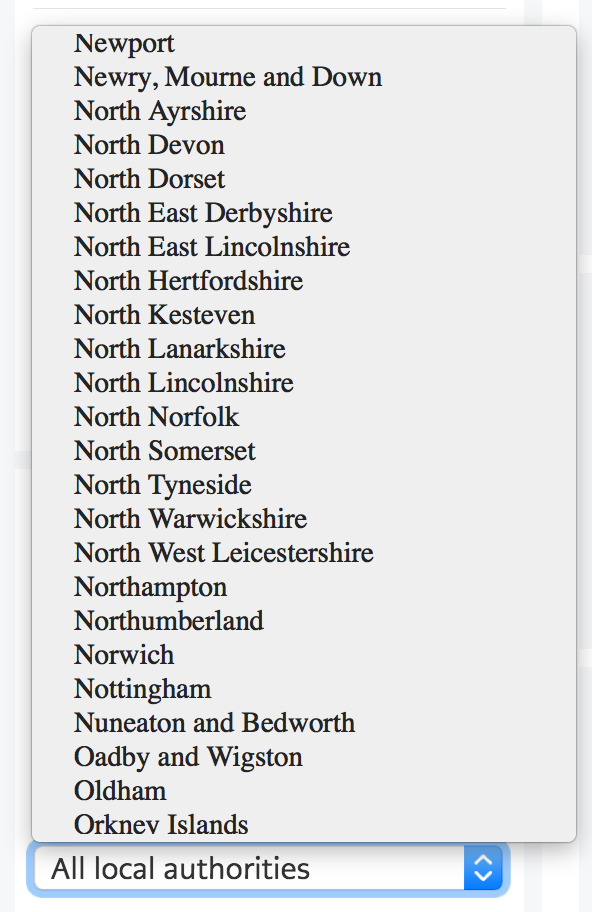 Newport
Newry, Mourne and Down
North Ayrshire
North Devon
North Dorset
North East Derbyshire
North East Lincolnshire
North Hertfordshire
North Kesteven
North Lanarkshire
North Lincolnshire
North Norfolk
North Somerset
North Tyneside
North Warwickshire
North West Leicestershire
Northampton
Northumberland
Norwich
Nottingham
Nuneaton and Bedworth
Oadby and Wigston
Oldham
Orkney Islands
All local authorities